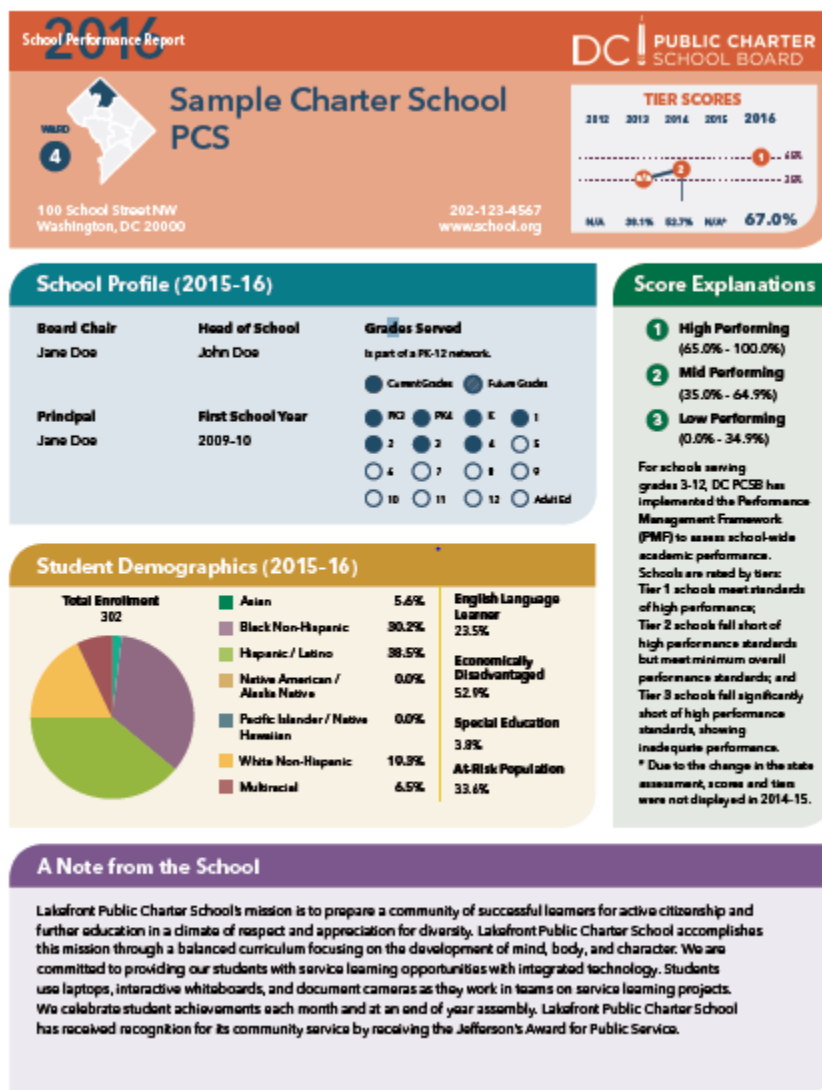 2016
School Performance Report
DC PUBLIC CHARTER
SCHOOL BOARD
WARD
4
Sample Charter School
PCS
100 School Street NW
Washington, DC 20000
202-123-4567
www.school.org
TIER SCORES
2012 2013 2014 2015 2016
1 65%
2 35%
N/A 52.7% N/A* 67.0%
School Profile (2015-16)
Board Chair Head of School Grades Served
Jane Doe John Doe Is part of a PK-12 network.
Current Grades Future Grades
Principal First School Year
Jane Doe 2009-10
PK3 PK4 K 1
2 3 4 5
6 7 8 9
10 11 12 Adult Ed
Score Explanations
1 High Performing
(65.0% - 100.0%)
2 Mid Performing
(35.0% - 64.9%)
3 Low Performing
(0.0% - 34.9%)
For schools serving
grades 3-12, DC PCSB has
implemented the Performance
Management Framework
(PMF) to assess school-wide
academic performance.
Schools are rated by tiers:
Tier 1 schools meet standards
of high performance;
Tier 2 schools fall short of
high performance standards
but meet minimum overall
performance standards; and
Tier 3 schools fall significantly
short of high performance
standards, showing
inadequate performance.
* Due to the change in the state
assessment, scores and tiers
were not displayed in 2014-15.
Student Demographics (2015-16)
Total Enrollment
302
Asian 5.6%
Black Non-Hispanic 30.2%
Hispanic / Latino 38.5%
Native American / 0.0%
Alaska Native
Pacific Islander / Native 0.0%
Hawaiian
White Non-Hispanic 19.3%
Multiracial 6.5%
English Language
Learner
23.5%
Economically
Disadvantaged
52.9%
Special Education
3.8%
At-Risk Population
33.6%
A Note from the School
Lakefront Public Charter School's mission is to prepare a community of successful learners for active citizenship and
further education in a climate of respect and appreciation for diversity. Lakefront Public Charter School accomplishes
this mission through a balanced curriculum focusing on the development of mind, body, and character. We are
committed to providing our students with service learning opportunities with integrated technology. Students
use laptops, interactive whiteboards, and document cameras as they work in teams on service learning projects.
We celebrate student achievements each month and at an end of year assembly. Lakefront Public Charter School
has received recognition for its community service by receiving the Jefferson's Award for Public Service.